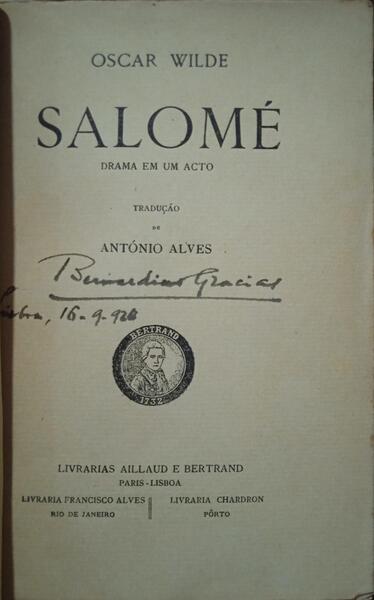 OSCAR WILDE
SALOMÉ
DRAMA EM UM ACTO
TRADUÇÃO
DE
ANTÓNIO ALVES
Bernardino Gracias
Lisboa, 16-9-926
BERTRAND
1732
LIVRARIAS AILLAUD E BERTRAND
PARIS-LISBOA
LIVRARIA FRANCISCO ALVES
RIO DE JANEIRO
LIVRARIA CHARDRON
PÔRTO